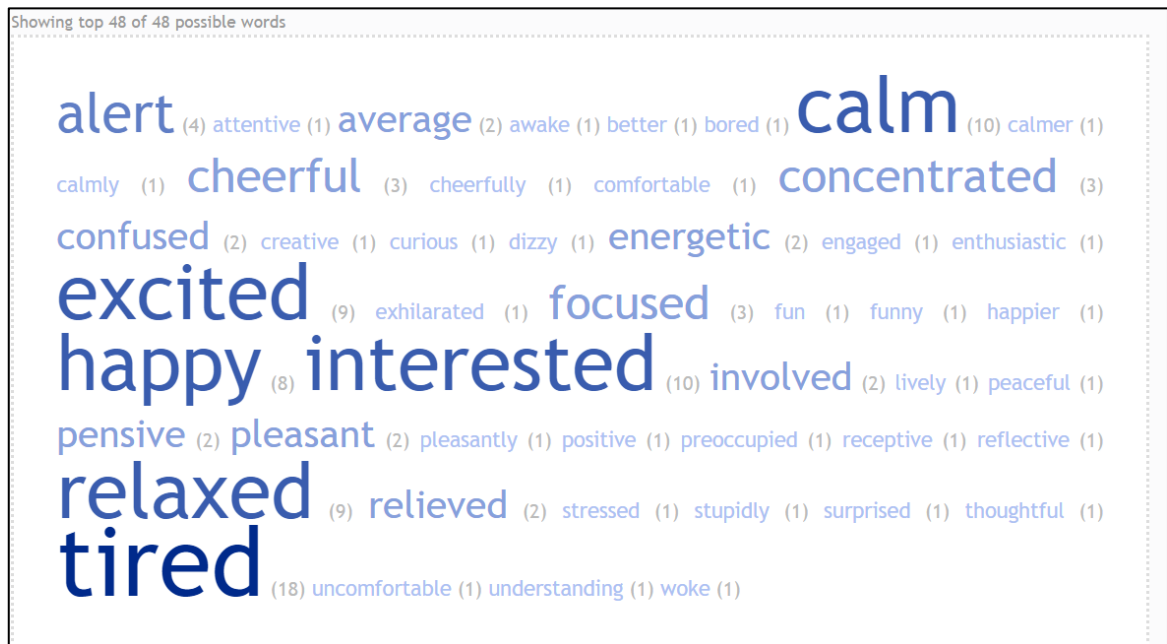 Showing top 48 of 48 possible words
alert (4) attentive (1) average (2) awake (1) better (1) bored (1) calm (10) calmer (1)
calmly (1) cheerful (3) cheerfully (1) comfortable (1) concentrated (3)
confused (2) creative (1) curious (1) dizzy (1) energetic (2) engaged (1) enthusiastic (1)
excited (9) exhilarated (1) focused (3) fun (1) funny (1) happier (1)
happy (8) interested (10) involved (2) lively (1) peaceful (1)
pensive (2) pleasant (2) pleasantly (1) positive (1) preoccupied (1) receptive (1) reflective (1)
relaxed (9) relieved (2) stressed (1) stupidly (1) surprised (1) thoughtful (1)
tired (18) uncomfortable (1) understanding (1) woke (1)